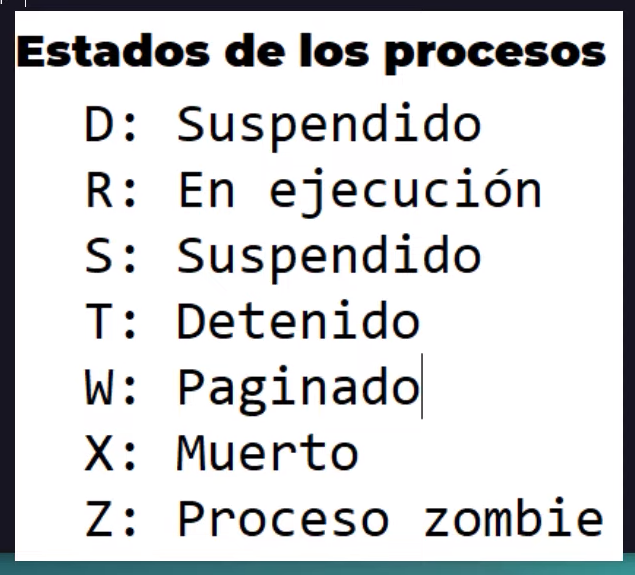 Estados de los procesos
D: Suspendido
R: En ejecución
S: Suspendido
T: Detenido
W: Paginado
X: Muerto
Z: Proceso zombie